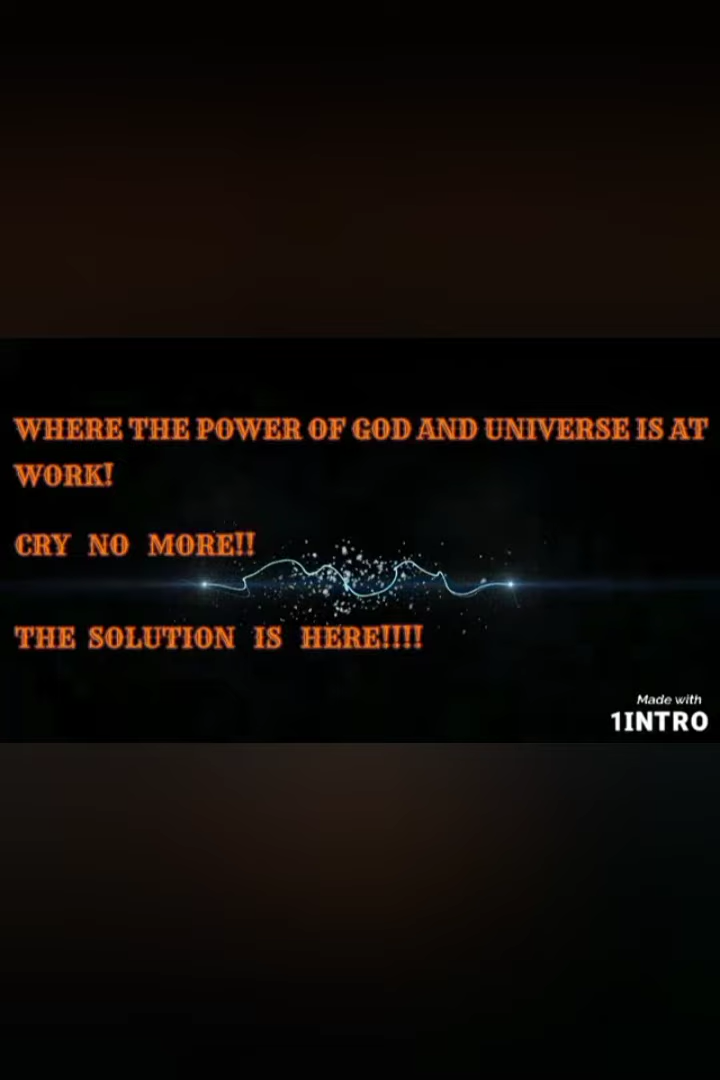 WHERE THE POWER OF GOD AND UNIVERSE IS AT
WORK!
CRY NO MORE!!
THE SOLUTION IS HERE!!!!
Made with
1INTRO